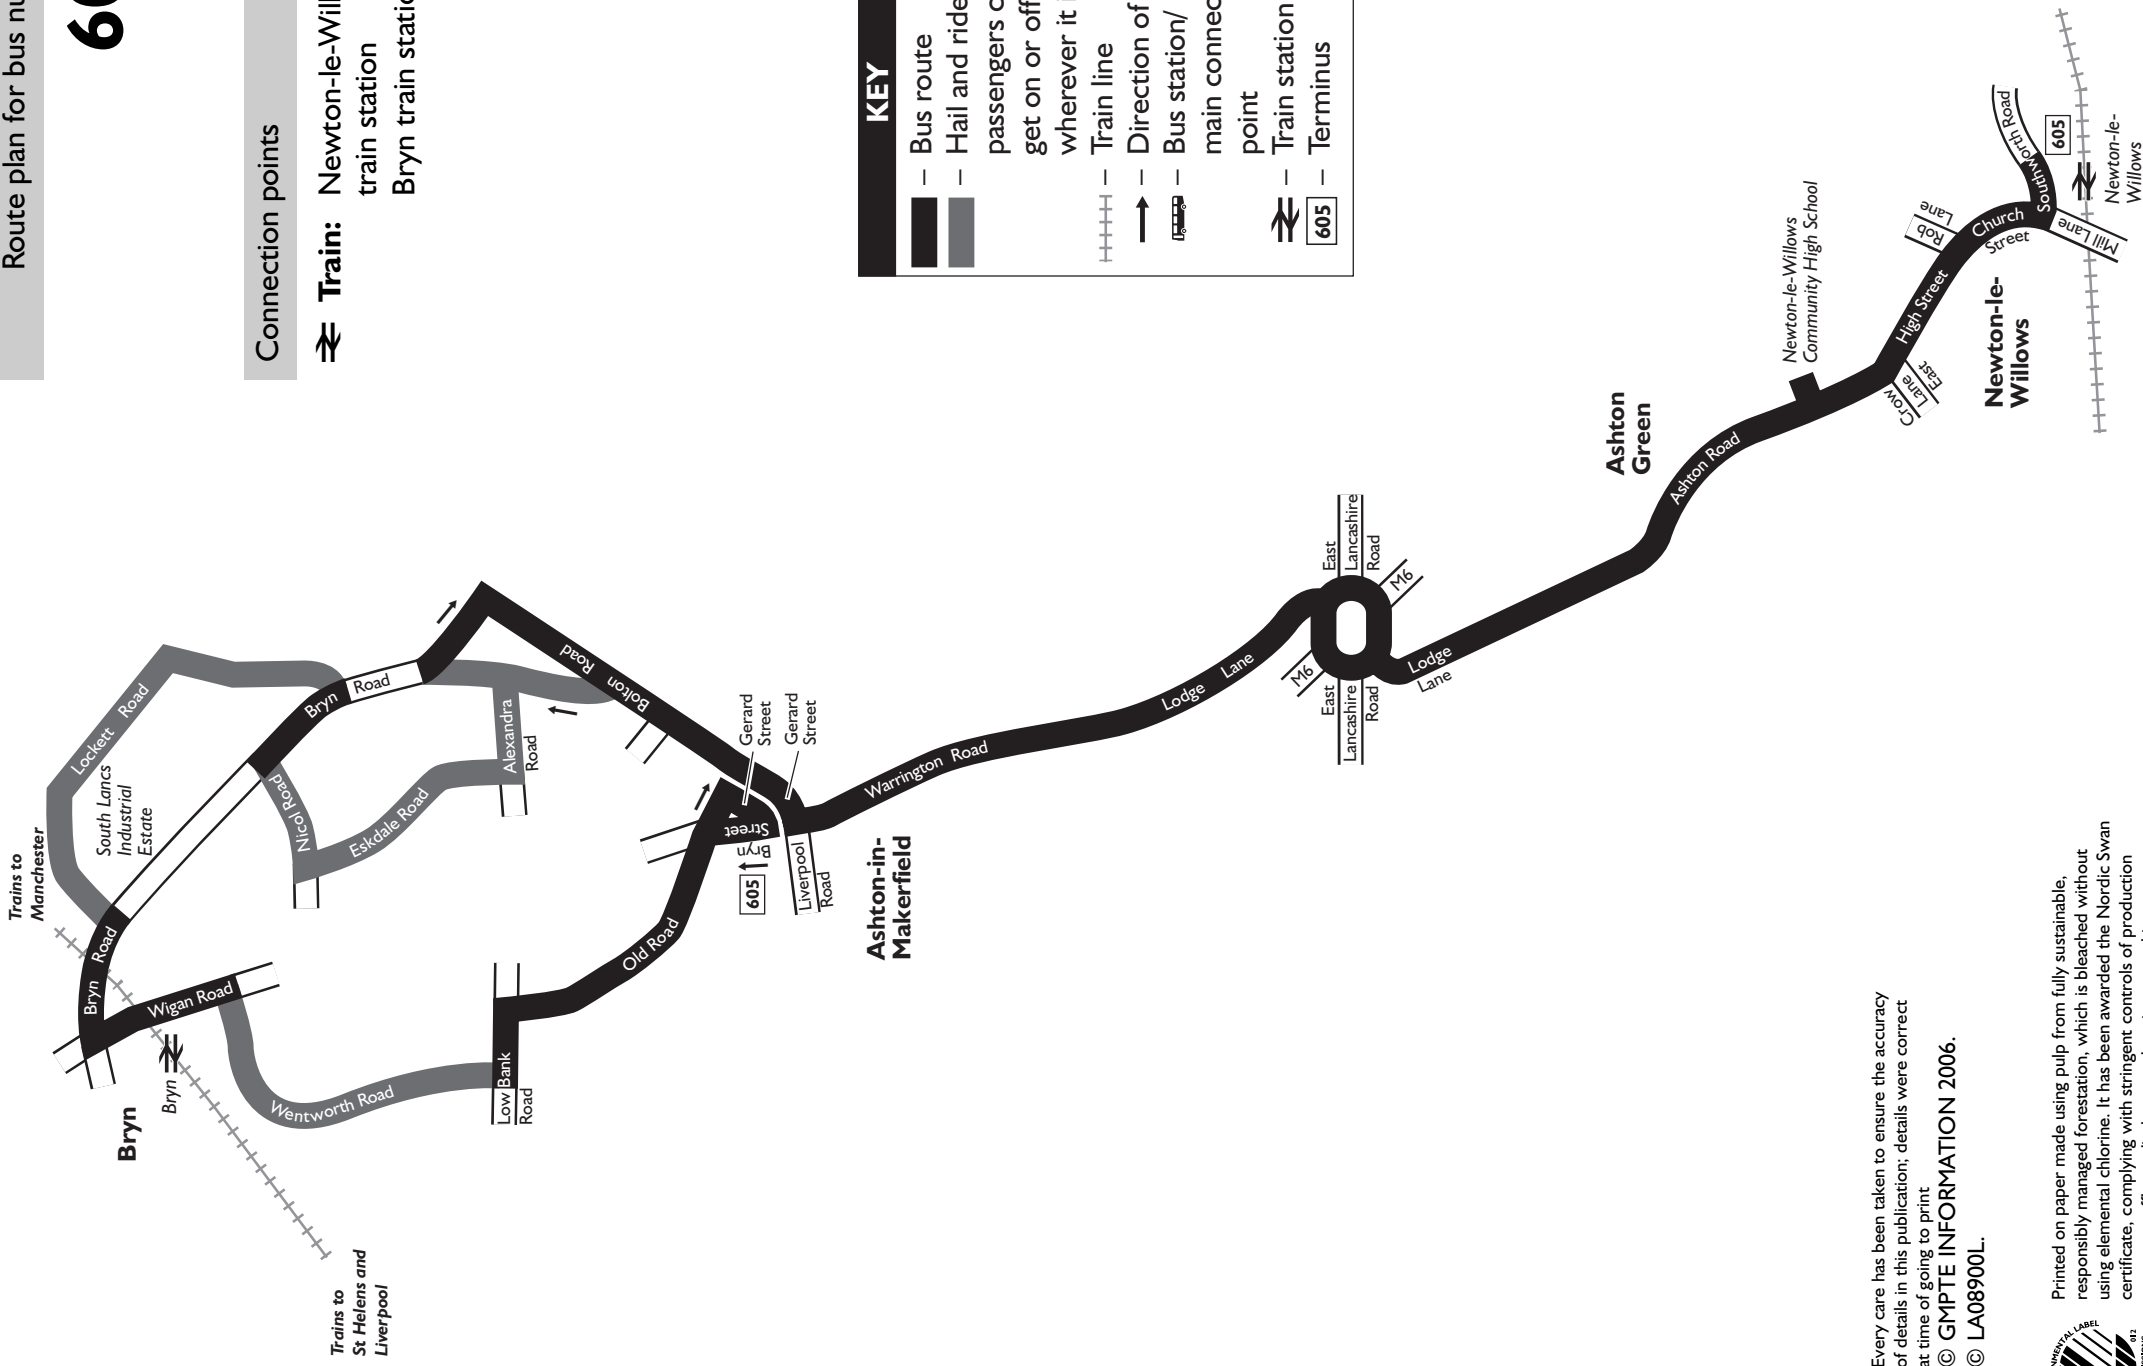 Route plan for bus
60
Connection points
Train: Newton-le-Will
train station
Bryn train static
KEY
– Bus route
– Hail and ride
passengers
get on or off
wherever it
– Train line
– Direction of
– Bus station/
main connec
point
– Train station
605 – Terminus
Trains to
Manchester
Lockett Road
South Lancs
Industrial
Estate
Bryn Road
Bryn
Road
Bryn Road
Wigan Road
Bryn
Bryn
Trains to
St Helens and
Liverpool
Wentworth Road
Low Bank
Road
Nicol Road
Eskdale Road
Alexandra
Road
Bolton Road
Old Road
Gerard
Street
Gerard
Street
Bryn
Street
605
Liverpool
Road
Ashton-in-
Makerfield
Warrington Road
Lodge Lane
East
Lancashire
Road
M6
M6
East
Lancashire
Road
Lodge
Lane
Ashton
Green
Ashton Road
Newton-le-Willows
Community High School
Crow
Lane
East
High Street
Newton-le-
Willows
Rob
Lane
Church
Street
Mill Lane
Southworth Road
605
Newton-le-
Willows
Every care has been taken to ensure the accuracy
of details in this publication; details were correct
at time of going to print
© GMPTE INFORMATION 2006.
© LA08900L.
Printed on paper made using pulp from fully sustainable,
responsibly managed forestation, which is bleached without
using elemental chlorine. It has been awarded the Nordic Swan
certificate, complying with stringent controls of production
NMENTAL LABEL
012